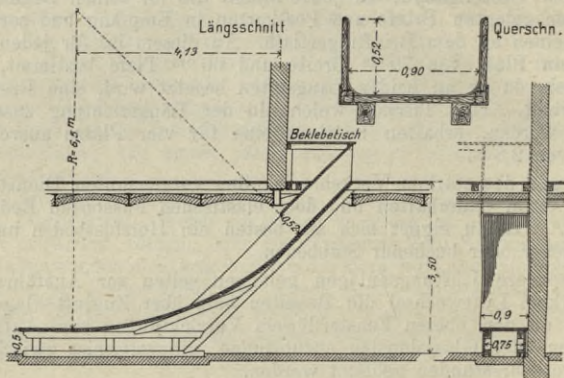 Längsschnitt
Querschn.
4,13
0,52
0,90
R = 6,5 m
Beklebetisch
0,52
3,50
0,5
0,9
0,75